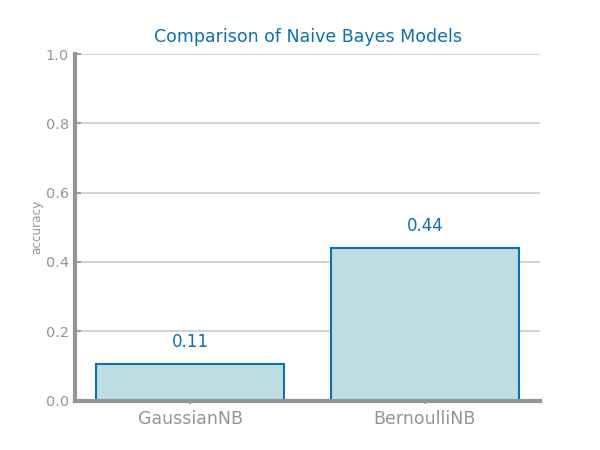 Comparison of Naive Bayes Models
1.0
0.8
0.6
0.4
0.2
0.0
accuracy
0.11
0.44
GaussianNB
BernoulliNB